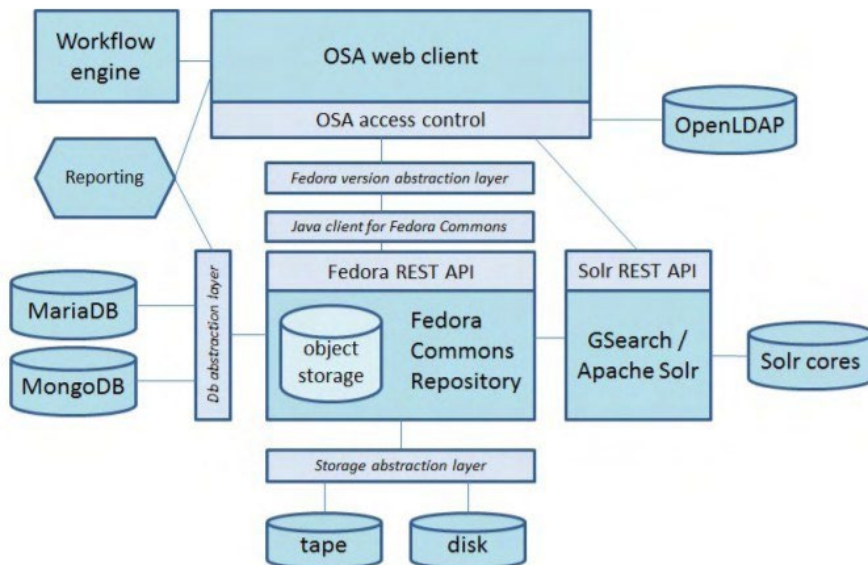 Workflow
engine
OSA web client
OSA access control
OpenLDAP
Reporting
Fedora version abstraction layer
Java client for Fedora Commons
Fedora REST API
Solr REST API
MariaDB
MongoDB
Db abstraction layer
object
storage
Fedora
Commons
Repository
GSearch /
Apache Solr
Solr cores
Storage abstraction layer
tape
disk